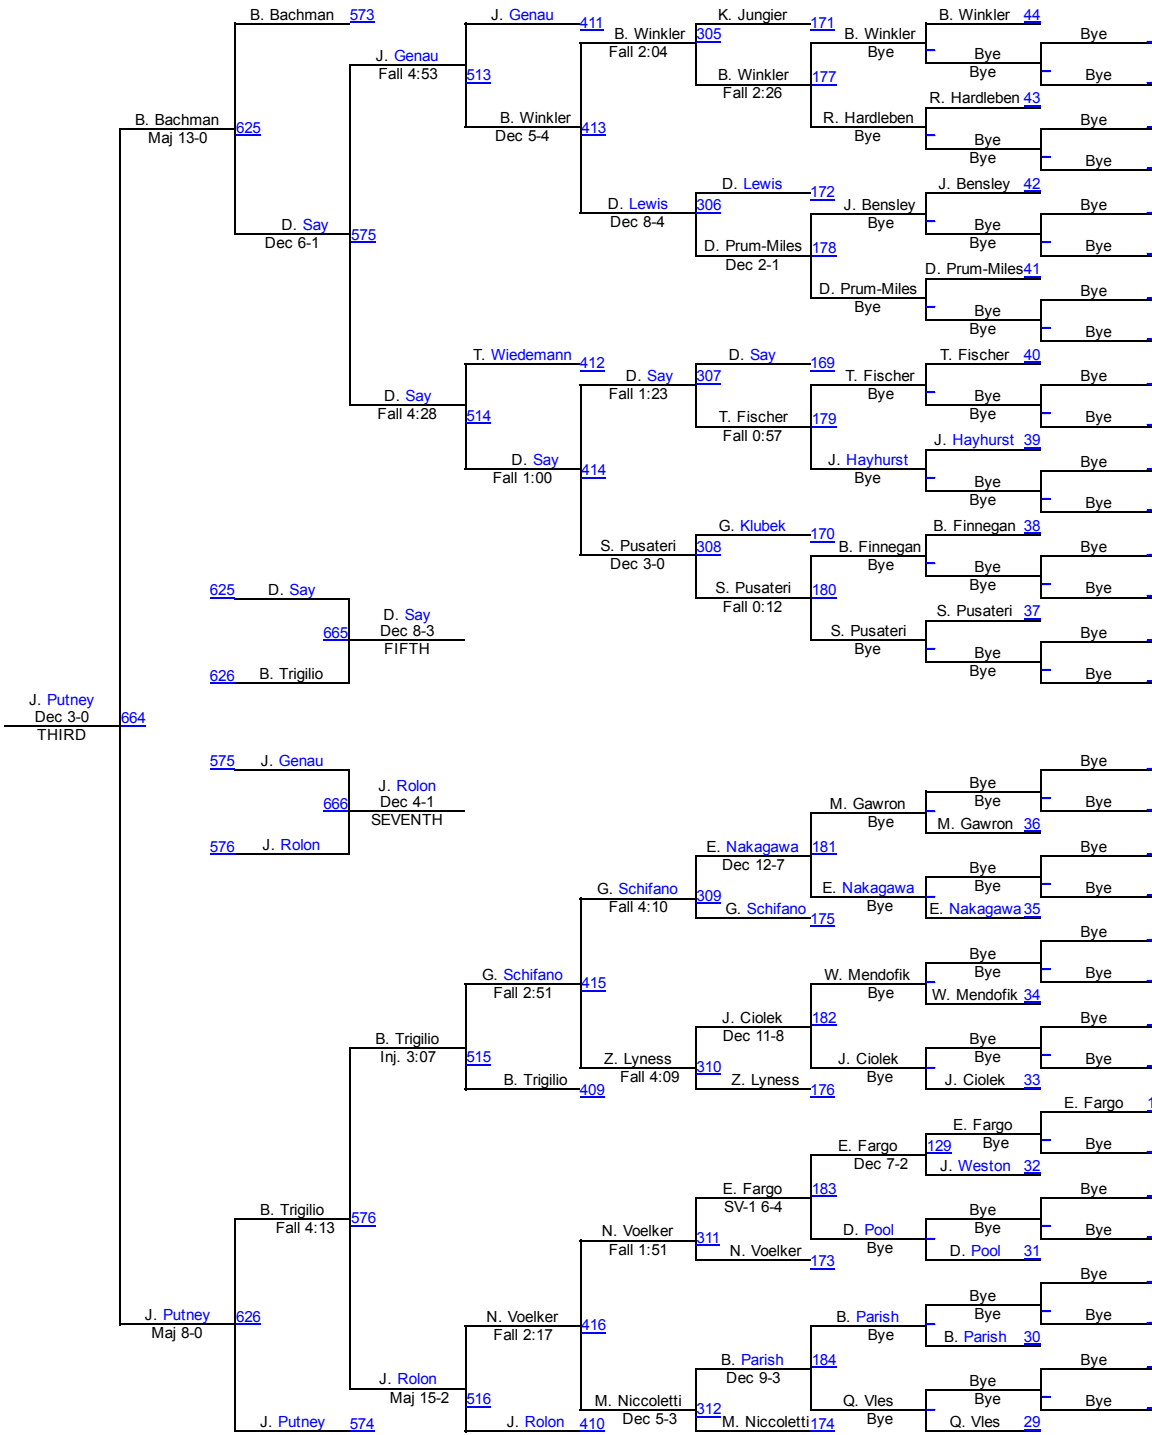 B. Bachman 573
J. Genau 411
K. Jungier 171
B. Winkler 44
B. Winkler 305
Fall 2:04
B. Winkler
Bye
Bye
Bye
Bye
J. Genau
Fall 4:53
513
B. Winkler 177
Fall 2:26
Bye
R. Hardleben 43
B. Winkler
Dec 5-4
413
R. Hardleben
Bye
Bye
Bye
Bye
Bye
B. Bachman 625
Maj 13-0
D. Lewis 172
J. Bensley 42
D. Lewis 306
Dec 8-4
J. Bensley
Bye
Bye
Bye
Bye
Bye
D. Say 575
Dec 6-1
D. Prum-Miles 178
Dec 2-1
D. Prum-Miles 41
D. Prum-Miles
Bye
Bye
Bye
Bye
Bye
T. Wiedemann 412
D. Say 169
T. Fischer 40
D. Say 307
Fall 1:23
T. Fischer
Bye
Bye
Bye
Bye
Bye
D. Say
Fall 4:28
514
T. Fischer 179
Fall 0:57
J. Hayhurst 39
D. Say 414
Fall 1:00
J. Hayhurst
Bye
Bye
Bye
Bye
Bye
G. Klubek 170
B. Finnegan 38
S. Pusateri 308
Dec 3-0
B. Finnegan
Bye
Bye
Bye
Bye
Bye
S. Pusateri 180
Fall 0:12
S. Pusateri 37
S. Pusateri
Bye
Bye
Bye
Bye
Bye
625 D. Say
D. Say
665 Dec 8-3
FIFTH
626 B. Trigilio
J. Putney
Dec 3-0 664
THIRD
575 J. Genau
J. Rolon
666 Dec 4-1
SEVENTH
576 J. Rolon
Bye
Bye
Bye
Bye
M. Gawron
Bye
M. Gawron 36
E. Nakagawa 181
Dec 12-7
Bye
Bye
Bye
Bye
G. Schifano 309
Fall 4:10
E. Nakagawa
Bye
E. Nakagawa 35
G. Schifano 175
Bye
Bye
Bye
Bye
G. Schifano 415
Fall 2:51
W. Mendofik
Bye
W. Mendofik 34
J. Ciolek 182
Dec 11-8
Bye
Bye
Bye
Bye
B. Trigilio
Inj. 3:07
515
Z. Lyness 310
Fall 4:09
J. Ciolek
Bye
J. Ciolek 33
B. Trigilio 409
Z. Lyness 176
E. Fargo 1
E. Fargo
Bye
Bye
E. Fargo 129
Dec 7-2
J. Weston 32
E. Fargo 183
SV-1 6-4
Bye
Bye
Bye
Bye
B. Trigilio 576
Fall 4:13
N. Voelker 311
Fall 1:51
D. Pool
Bye
D. Pool 31
N. Voelker 173
Bye
Bye
Bye
Bye
J. Putney 626
Maj 8-0
N. Voelker 416
Fall 2:17
B. Parish
Bye
B. Parish 30
B. Parish 184
Dec 9-3
Bye
Bye
Bye
Bye
J. Rolon
Maj 15-2
516
M. Niccoletti 312
Dec 5-3
Q. Vles
Bye
Q. Vles 29
J. Putney 574
J. Rolon 410
M. Niccoletti 174